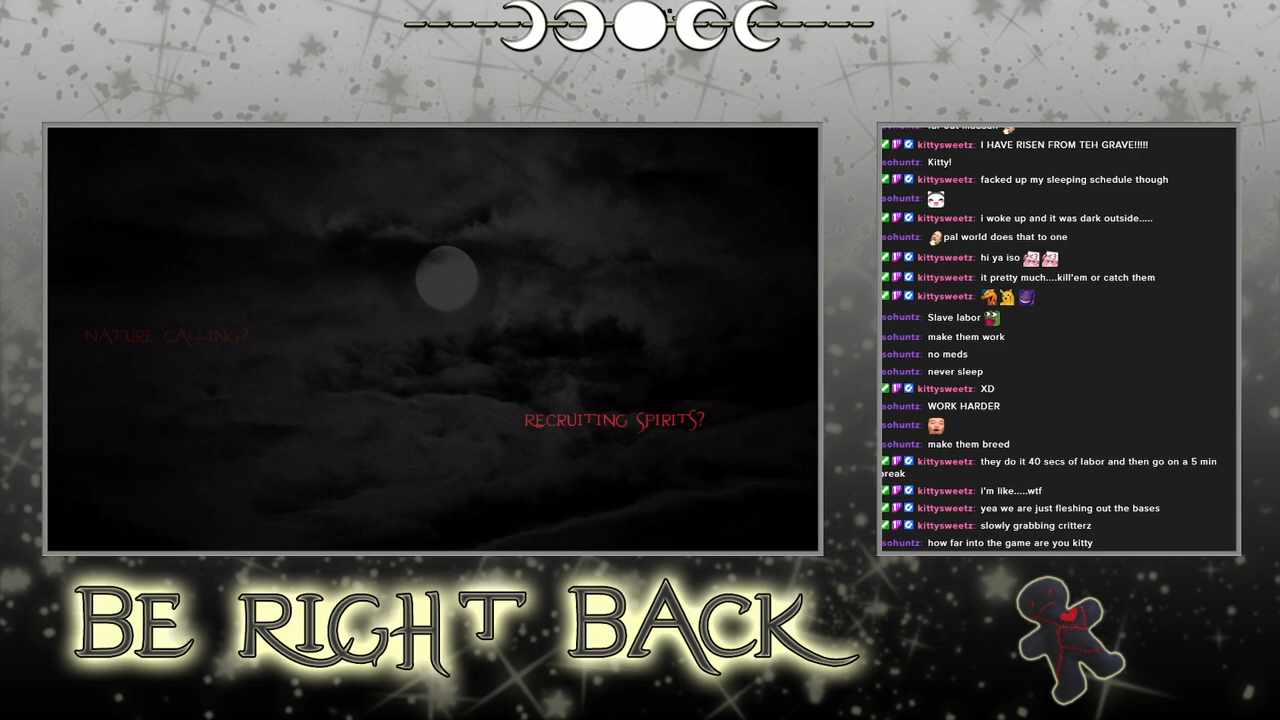 NATURE CALLING?
RECRUITING SPIRITS?
kittysweetz: I HAVE RISEN FROM TEH GRAVE!!!!!
sohuntz: Kitty!
kittysweetz: facked up my sleeping schedule though
sohuntz:
kittysweetz: i woke up and it was dark outside.....
sohuntz: pal world does that to one
kittysweetz: hi ya iso
kittysweetz: it pretty much....kill'em or catch them
kittysweetz:
sohuntz: Slave labor
sohuntz: make them work
sohuntz: no meds
sohuntz: never sleep
kittysweetz: XD
sohuntz: WORK HARDER
sohuntz:
sohuntz: make them breed
kittysweetz: they do it 40 secs of labor and then go on a 5 min
break
kittysweetz: i'm like.....wtf
kittysweetz: yea we are just fleshing out the bases
kittysweetz: slowly grabbing critterz
sohuntz: how far into the game are you kitty
BE RIGHT BACK